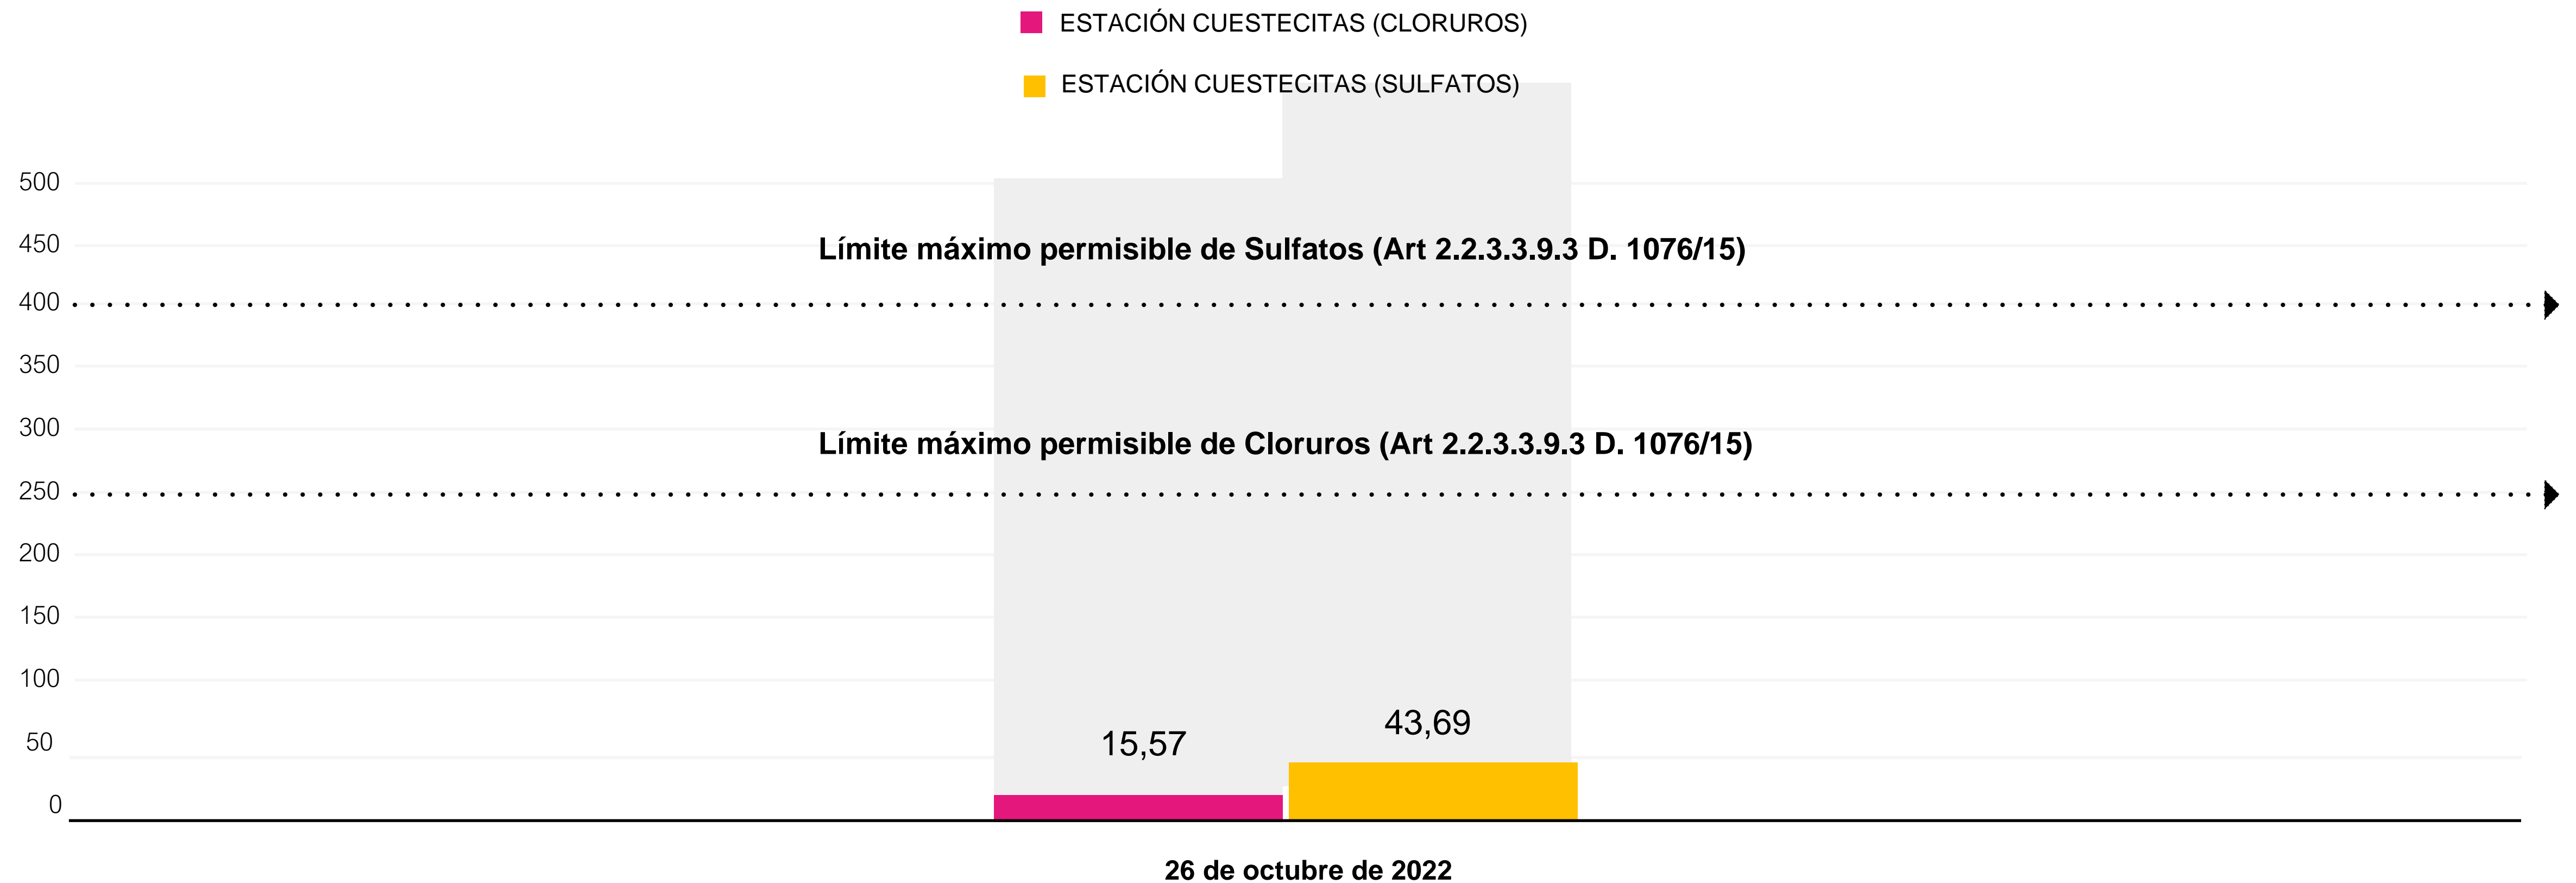 ESTACIÓN CUESTECITAS (CLORUROS)
ESTACIÓN CUESTECITAS (SULFATOS)
500
450
Límite máximo permisible de Sulfatos (Art 2.2.3.3.9.3 D. 1076/15)
400
350
300
Límite máximo permisible de Cloruros (Art 2.2.3.3.9.3 D. 1076/15)
250
200
150
100
50
15,57
43,69
0
26 de octubre de 2022